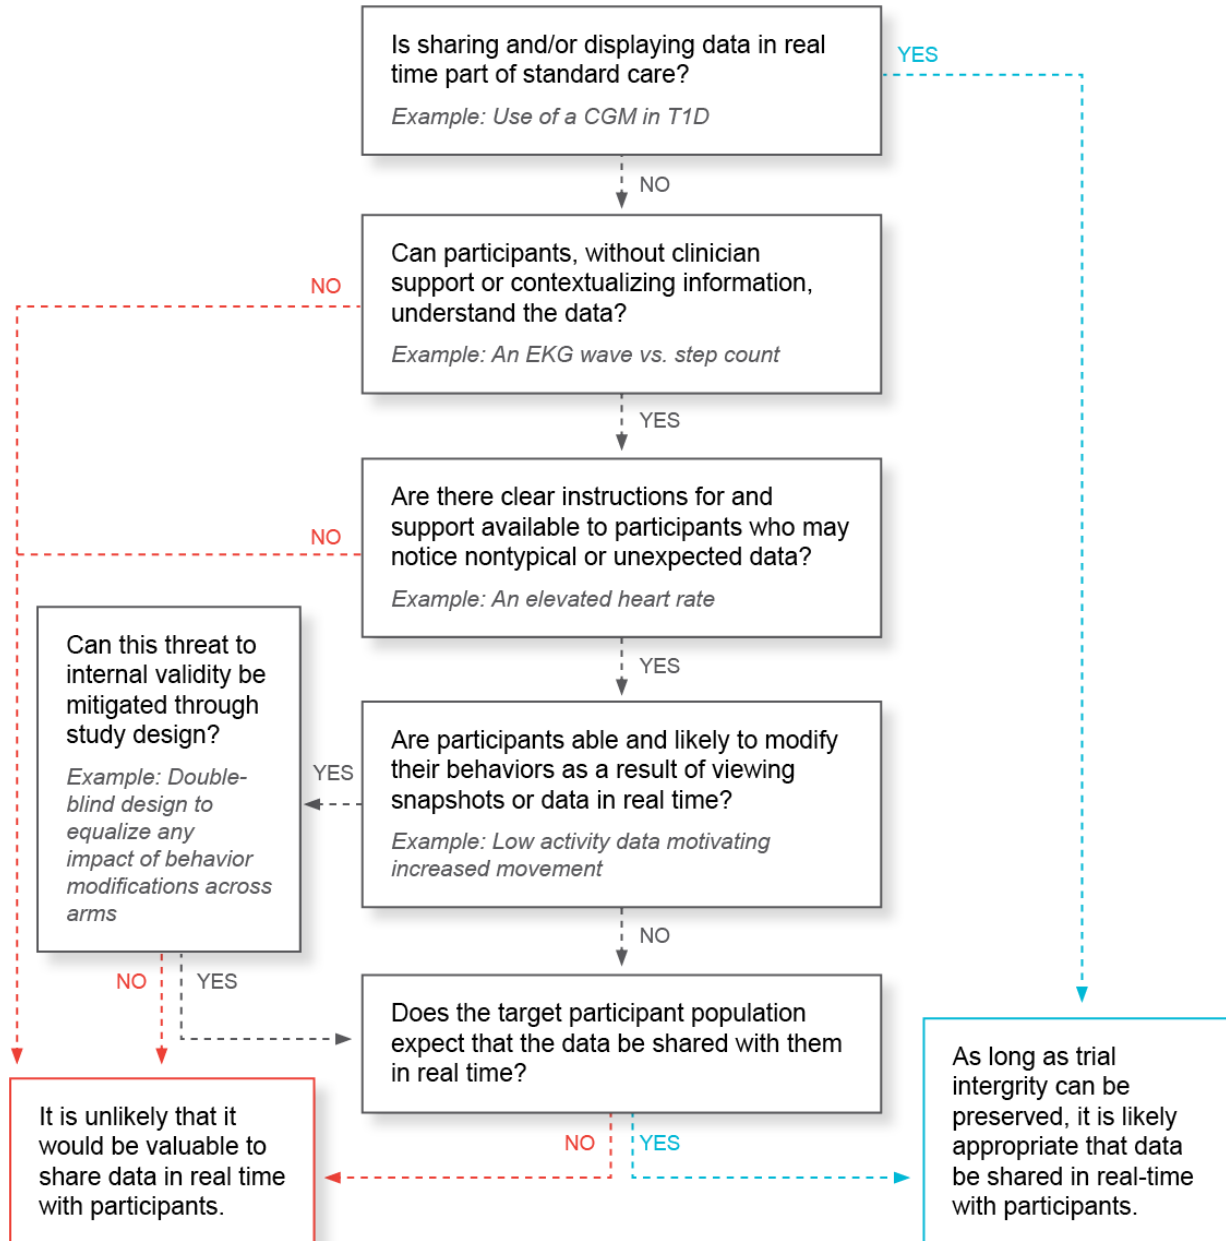 Is sharing and/or displaying data in real
time part of standard care?
Example: Use of a CGM in T1D
YES
NO
Can participants, without clinician
support or contextualizing information,
understand the data?
Example: An EKG wave vs. step count
NO
YES
Are there clear instructions for and
support available to participants who may
notice nontypical or unexpected data?
Example: An elevated heart rate
NO
YES
Are participants able and likely to modify
their behaviors as a result of viewing
snapshots or data in real time?
Example: Low activity data motivating
increased movement
YES
NO
Can this threat to
internal validity be
mitigated through
study design?
Example: Double-
blind design to
equalize any
impact of behavior
modifications across
arms
NO
YES
Does the target participant population
expect that the data be shared with them
in real time?
NO
YES
It is unlikely that it
would be valuable to
share data in real time
with participants.
As long as trial
intergrity can be
preserved, it is likely
appropriate that data
be shared in real-time
with participants.